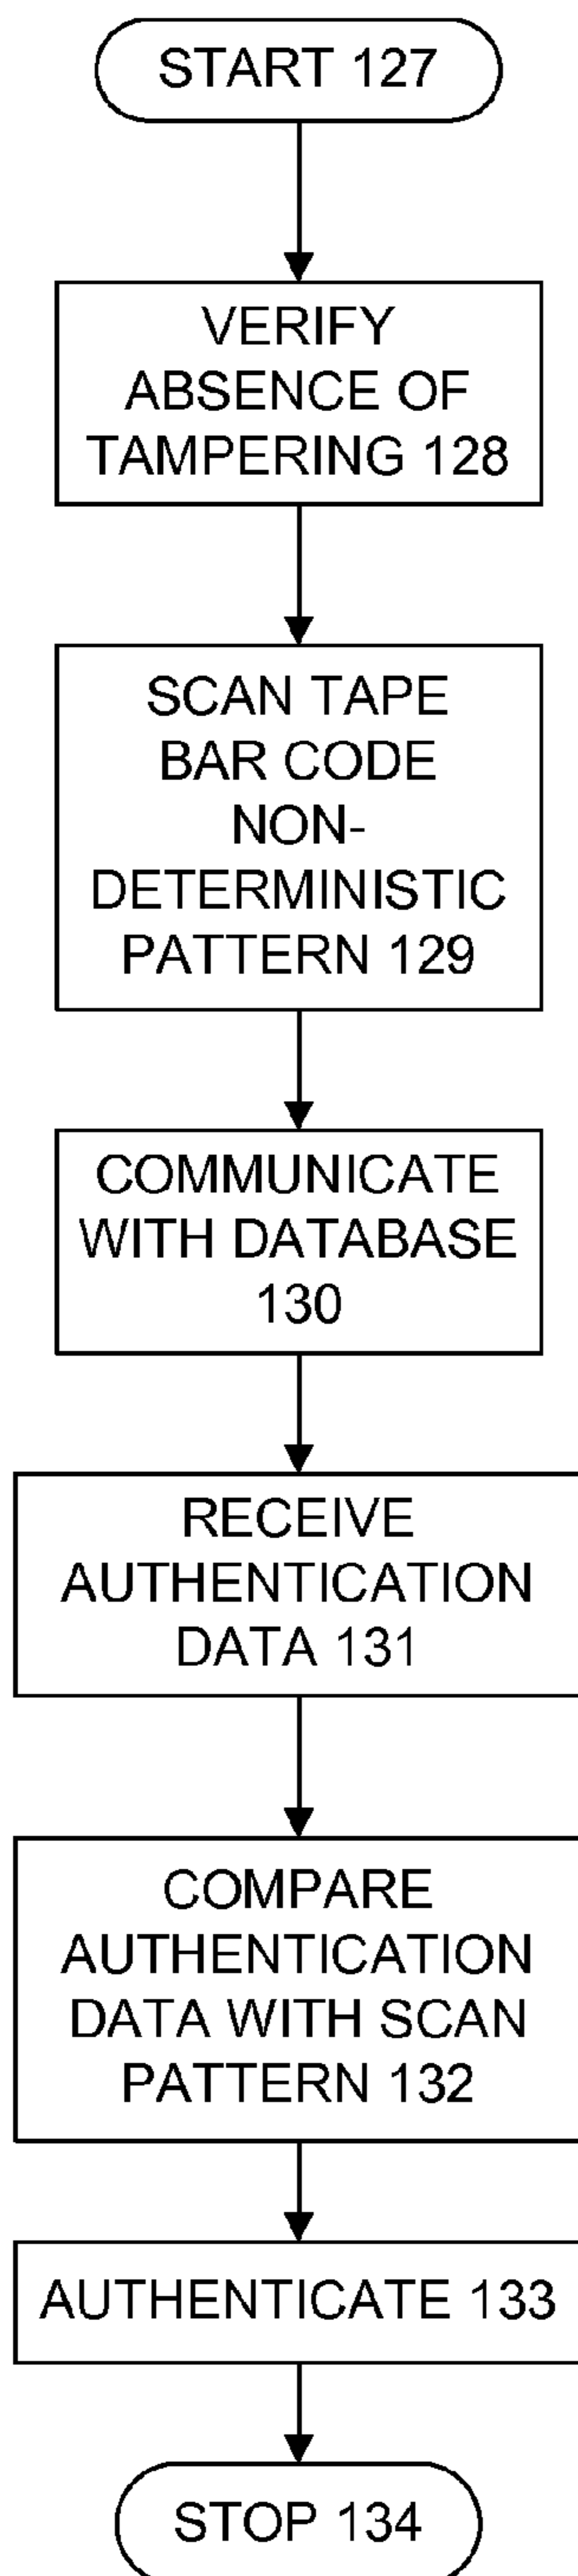 START 127
VERIFY
ABSENCE OF
TAMPERING 128
SCAN TAPE
BAR CODE
NON-
DETERMINISTIC
PATTERN 129
COMMUNICATE
WITH DATABASE
130
RECEIVE
AUTHENTICATION
DATA 131
COMPARE
AUTHENTICATION
DATA WITH SCAN
PATTERN 132
AUTHENTICATE 133
STOP 134